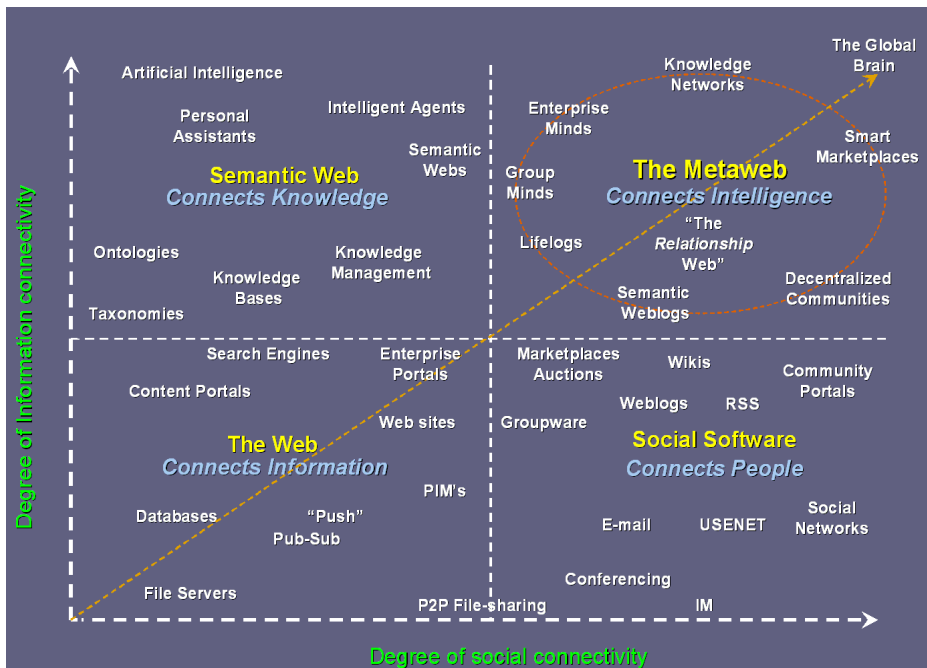 The Global
Brain
Artificial Intelligence
Knowledge
Networks
Personal
Assistants
Intelligent Agents
Enterprise
Minds
Smart
Marketplaces
Semantic
Webs
Semantic Web
Connects Knowledge
Group
Minds
The Metaweb
Connects Intelligence
Lifelogs
“The
Relationship
Web”
Ontologies
Knowledge
Bases
Knowledge
Management
Taxonomies
Semantic
Weblogs
Decentralized
Communities
Degree of Information connectivity
Search Engines
Enterprise
Portals
Content Portals
Web sites
The Web
Connects Information
PIM's
Databases
“Push”
Pub-Sub
File Servers
P2P File-sharing
Marketplaces
Auctions
Wikis
Community
Portals
Weblogs
RSS
Groupware
Social Software
Connects People
E-mail
USENET
Social
Networks
Conferencing
IM
Degree of social connectivity